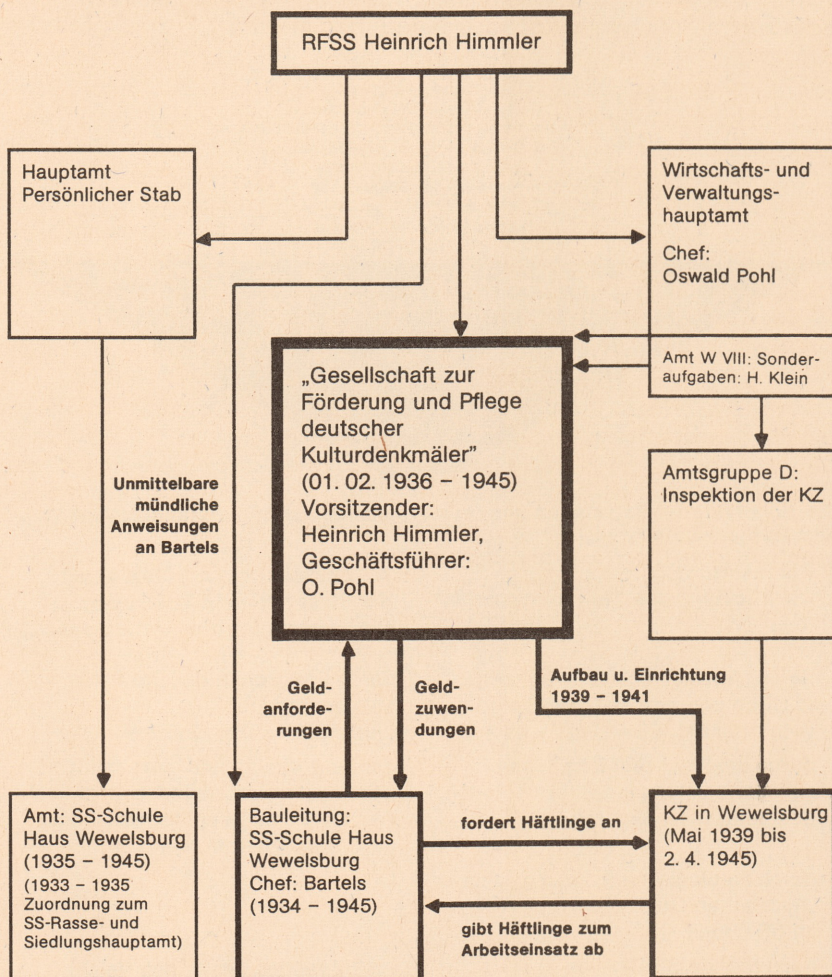 RFSS Heinrich Himmler
Hauptamt
Persönlicher Stab
Wirtschafts- und
Verwaltungs-
hauptamt
Chef:
Oswald Pohl
Amt W VIII: Sonder-
aufgaben: H. Klein
„Gesellschaft zur
Förderung und Pflege
deutscher
Kulturdenkmäler”
(01. 02. 1936 – 1945)
Vorsitzender:
Heinrich Himmler,
Geschäftsführer:
O. Pohl
Unmittelbare
mündliche
Anweisungen
an Bartels
Amtsgruppe D:
Inspektion der KZ
Geld-
anforde-
rungen
Geld-
zuwen-
dungen
Aufbau u. Einrichtung
1939 – 1941
Amt: SS-Schule
Haus Wewelsburg
(1935 – 1945)
(1933 – 1935
Zuordnung zum
SS-Rasse- und
Siedlungshauptamt)
Bauleitung:
SS-Schule Haus
Wewelsburg
Chef: Bartels
(1934 – 1945)
fordert Häftlinge an
gibt Häftlinge zum
Arbeitseinsatz ab
KZ in Wewelsburg
(Mai 1939 bis
2. 4. 1945)